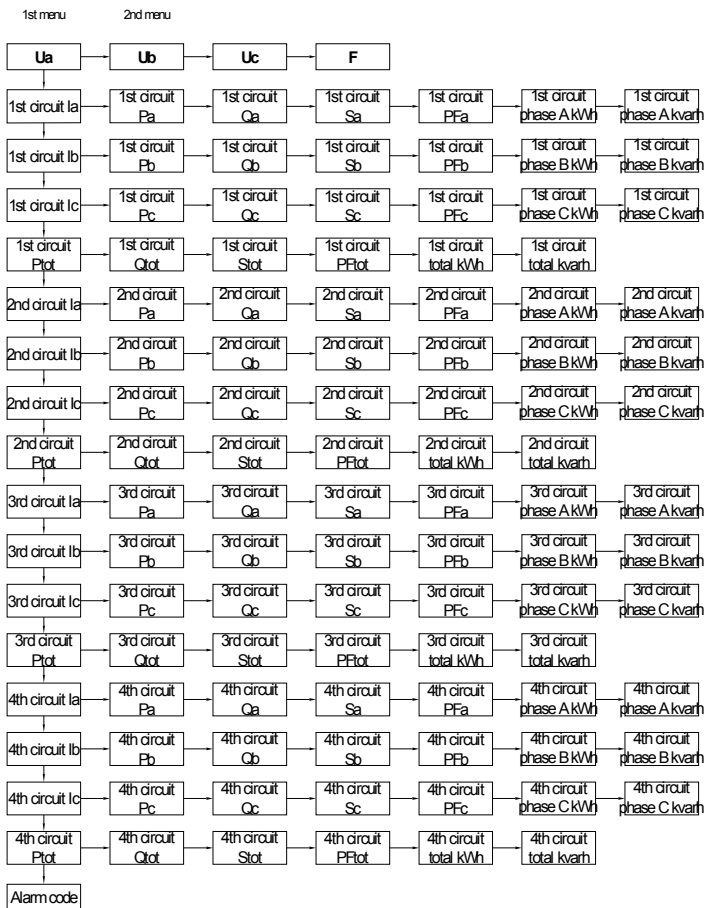 1st menu 2nd menu
Ua Ub Uc F
1st circuit Ia
1st circuit Pa
1st circuit Qa
1st circuit Sa
1st circuit PFa
1st circuit phase A kWh
1st circuit phase A kvarh
1st circuit Ib
1st circuit Pb
1st circuit Qb
1st circuit Sb
1st circuit PFb
1st circuit phase B kWh
1st circuit phase B kvarh
1st circuit Ic
1st circuit Pc
1st circuit Qc
1st circuit Sc
1st circuit PFc
1st circuit phase C kWh
1st circuit phase C kvarh
1st circuit Ptot
1st circuit Qtot
1st circuit Stot
1st circuit PFtot
1st circuit total kWh
1st circuit total kvarh
2nd circuit Ia
2nd circuit Pa
2nd circuit Qa
2nd circuit Sa
2nd circuit PFa
2nd circuit phase A kWh
2nd circuit phase A kvarh
2nd circuit Ib
2nd circuit Pb
2nd circuit Qb
2nd circuit Sb
2nd circuit PFb
2nd circuit phase B kWh
2nd circuit phase B kvarh
2nd circuit Ic
2nd circuit Pc
2nd circuit Qc
2nd circuit Sc
2nd circuit PFc
2nd circuit phase C kWh
2nd circuit phase C kvarh
2nd circuit Ptot
2nd circuit Qtot
2nd circuit Stot
2nd circuit PFtot
2nd circuit total kWh
2nd circuit total kvarh
3rd circuit Ia
3rd circuit Pa
3rd circuit Qa
3rd circuit Sa
3rd circuit PFa
3rd circuit phase A kWh
3rd circuit phase A kvarh
3rd circuit Ib
3rd circuit Pb
3rd circuit Qb
3rd circuit Sb
3rd circuit PFb
3rd circuit phase B kWh
3rd circuit phase B kvarh
3rd circuit Ic
3rd circuit Pc
3rd circuit Qc
3rd circuit Sc
3rd circuit PFc
3rd circuit phase C kWh
3rd circuit phase C kvarh
3rd circuit Ptot
3rd circuit Qtot
3rd circuit Stot
3rd circuit PFtot
3rd circuit total kWh
3rd circuit total kvarh
4th circuit Ia
4th circuit Pa
4th circuit Qa
4th circuit Sa
4th circuit PFa
4th circuit phase A kWh
4th circuit phase A kvarh
4th circuit Ib
4th circuit Pb
4th circuit Qb
4th circuit Sb
4th circuit PFb
4th circuit phase B kWh
4th circuit phase B kvarh
4th circuit Ic
4th circuit Pc
4th circuit Qc
4th circuit Sc
4th circuit PFc
4th circuit phase C kWh
4th circuit phase C kvarh
4th circuit Ptot
4th circuit Qtot
4th circuit Stot
4th circuit PFtot
4th circuit total kWh
4th circuit total kvarh
Alarm code